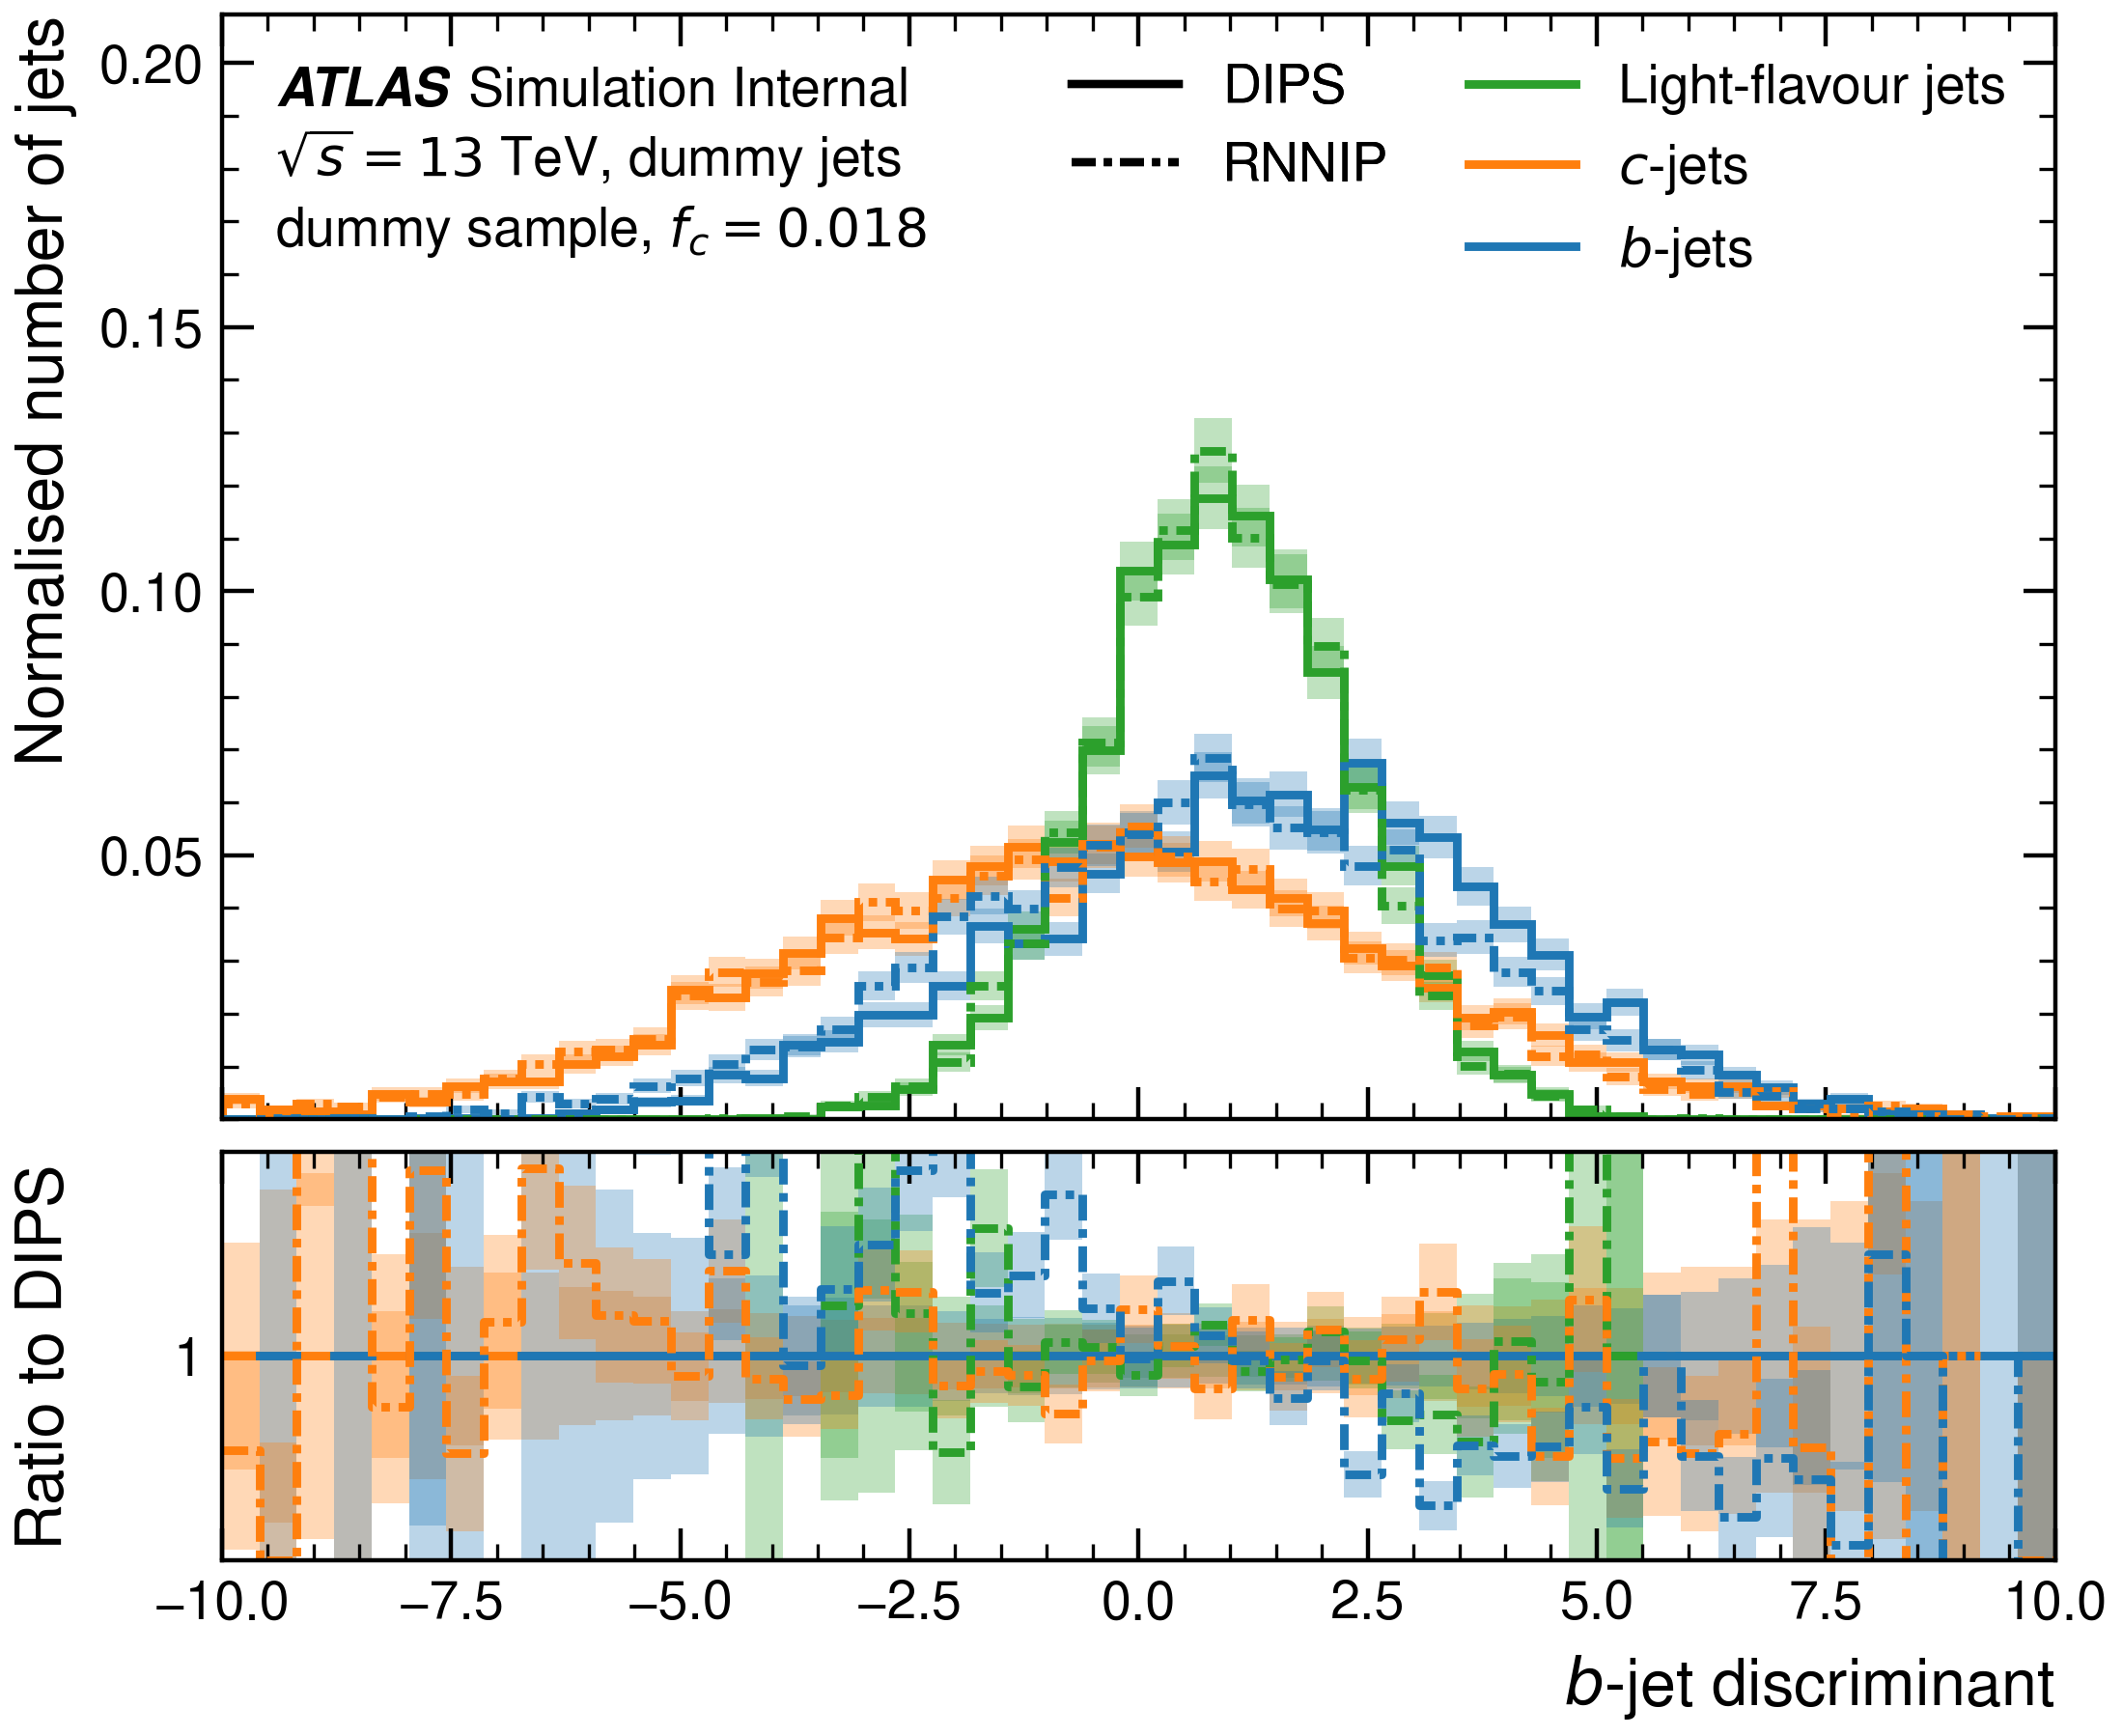 ATLAS Simulation Internal
√s = 13 TeV, dummy jets
dummy sample, fc = 0.018
DIPS
RNNIP
Light-flavour jets
c-jets
b-jets
Normalised number of jets
0.20
0.15
0.10
0.05
Ratio to DIPS
1
−10.0 −7.5 −5.0 −2.5 0.0 2.5 5.0 7.5 10.0
b-jet discriminant